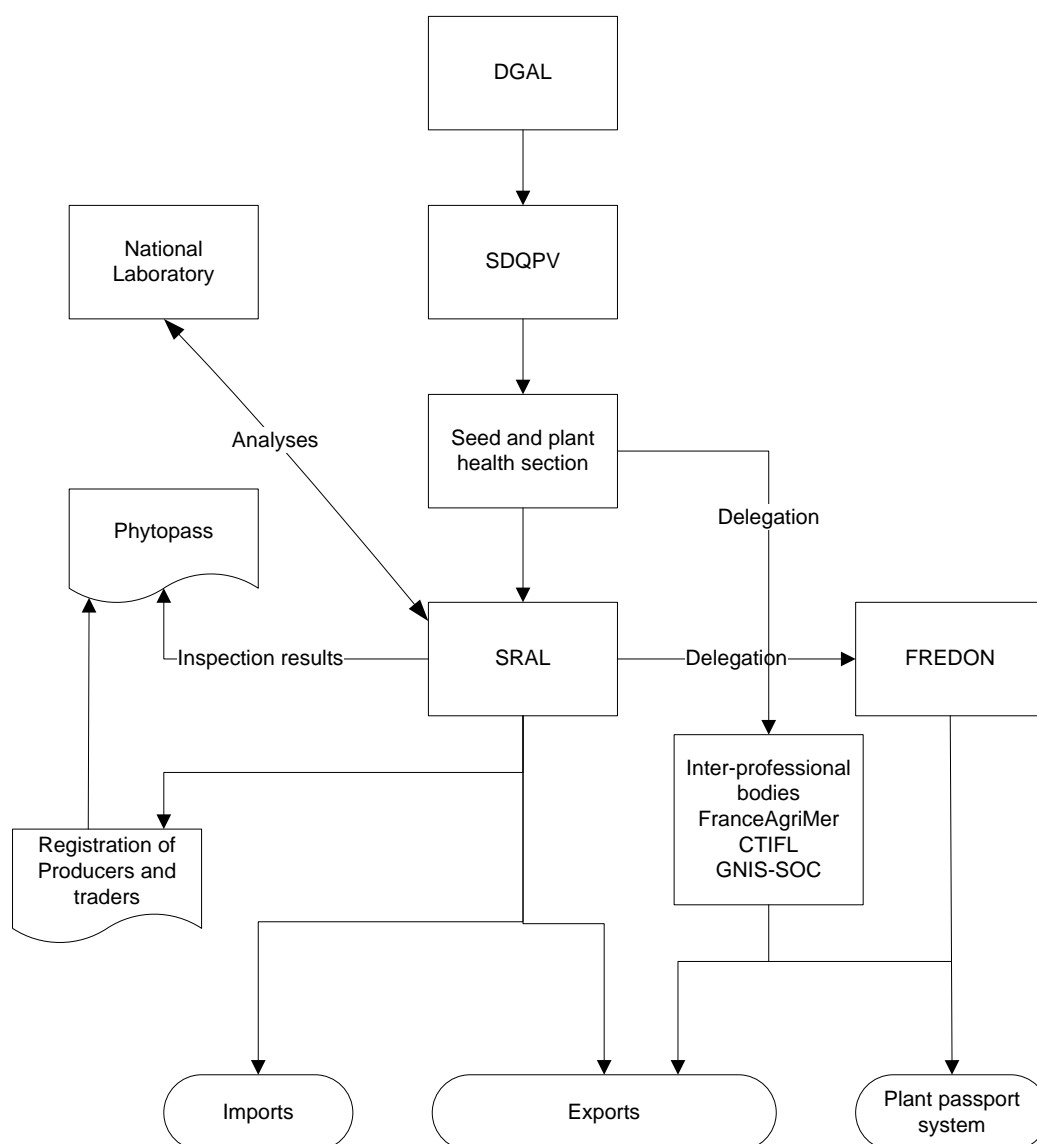 DGAL
National
Laboratory
SDQPV
Seed and plant
health section
Analyses
Delegation
Phytopass
Inspection results
SRAL
Delegation
FREDON
Inter-professional
bodies
FranceAgriMer
CTIFL
GNIS-SOC
Registration of
Producers and
traders
Imports
Exports
Plant passport
system